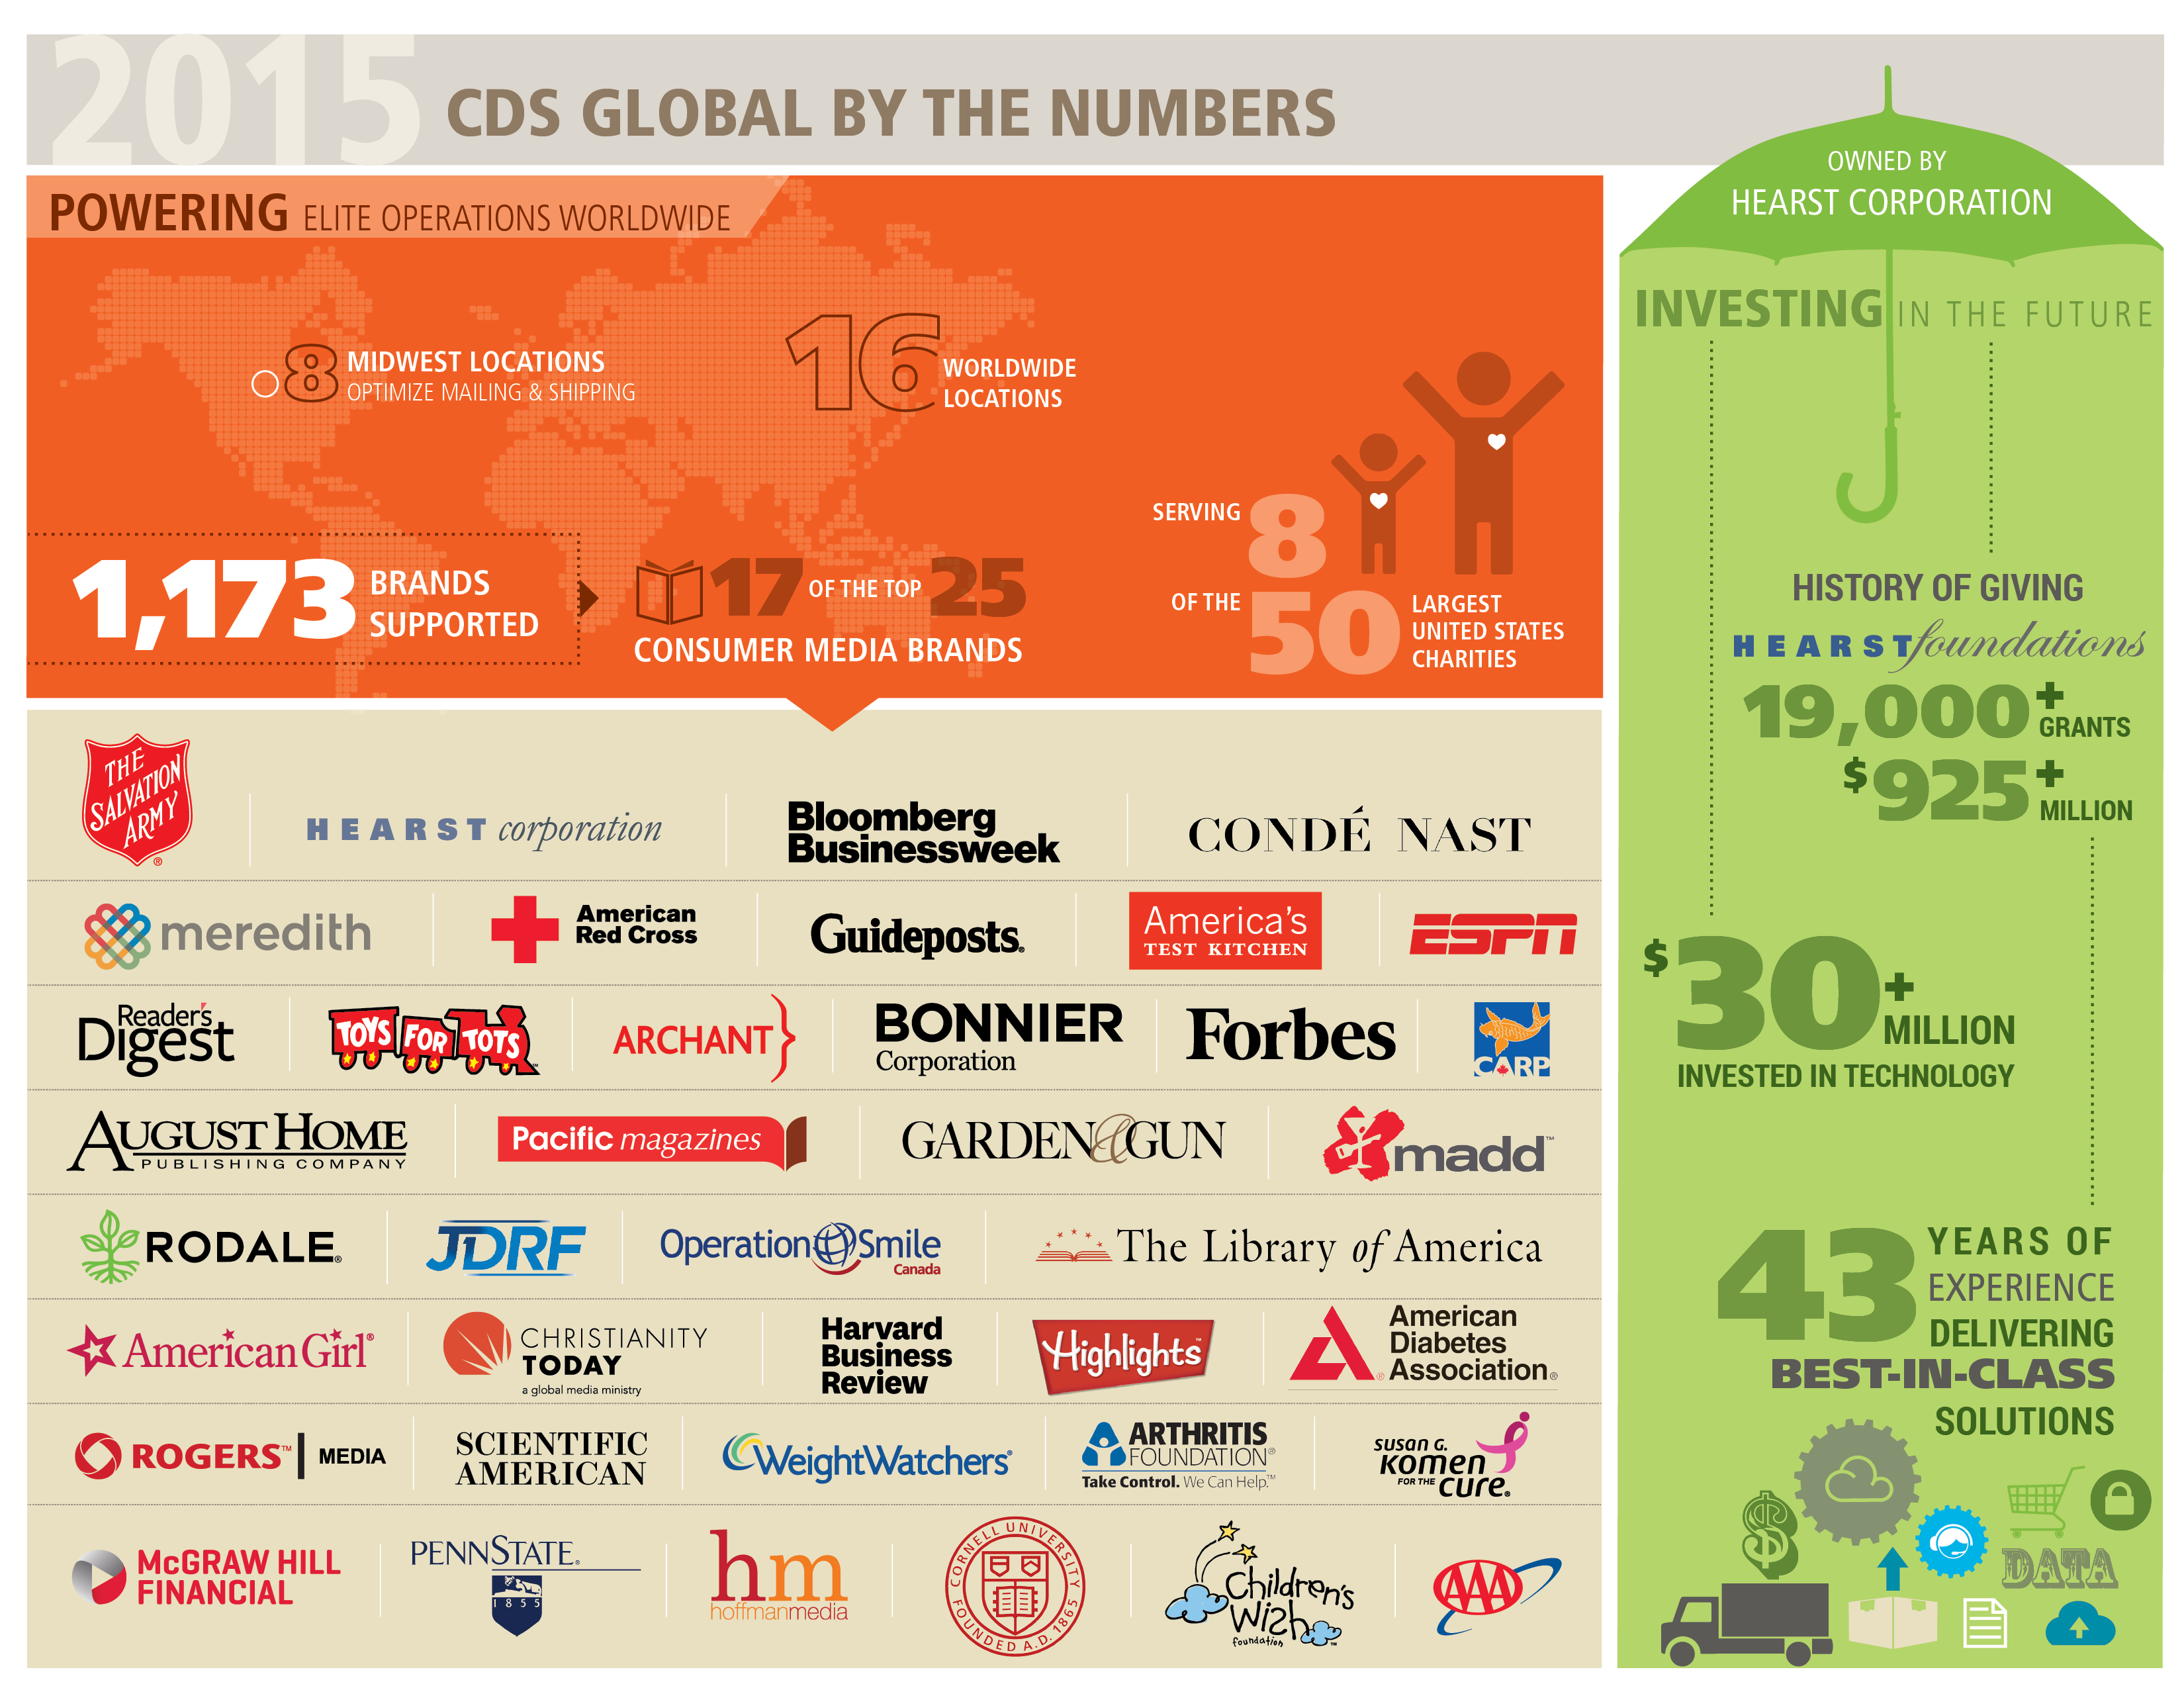 2015 CDS GLOBAL BY THE NUMBERS
POWERING ELITE OPERATIONS WORLDWIDE
8 MIDWEST LOCATIONS
OPTIMIZE MAILING & SHIPPING
16 WORLDWIDE
LOCATIONS
1,173 BRANDS
SUPPORTED
17 OF THE TOP 25
CONSUMER MEDIA BRANDS
SERVING 8
OF THE 50 LARGEST
UNITED STATES
CHARITIES
THE
SALVATION
ARMY
®
HEARST corporation
Bloomberg
Businessweek
CONDÉ NAST
meredith
American
Red Cross
Guideposts®
America's
TEST KITCHEN
ESPN
Reader's
Digest
TOYS FOR TOTS™
ARCHANT
BONNIER
Corporation
Forbes
CARP
AUGUST HOME
PUBLISHING COMPANY
Pacific magazines
GARDEN & GUN
madd™
RODALE®
JDRF
Operation Smile
Canada
The Library of America
American Girl®
CHRISTIANITY
TODAY
a global media ministry
Harvard
Business
Review
Highlights™
American
Diabetes
Association®
®
ROGERS™ MEDIA
SCIENTIFIC
AMERICAN
WeightWatchers®
ARTHRITIS
FOUNDATION®
Take Control. We Can Help.™
susan G.
Komen
FOR THE cure®
McGRAW HILL
FINANCIAL
PENNSTATE®
1855
hm
hoffmanmedia
CORNELL UNIVERSITY
FOUNDED A.D. 1865
Children's
Wish
foundation ™
AAA
OWNED BY
HEARST CORPORATION
INVESTING IN THE FUTURE
HISTORY OF GIVING
HEARST foundations
19,000+ GRANTS
$925+ MILLION
$30+ MILLION
INVESTED IN TECHNOLOGY
43 YEARS OF
EXPERIENCE
DELIVERING
BEST-IN-CLASS
SOLUTIONS
$
DATA